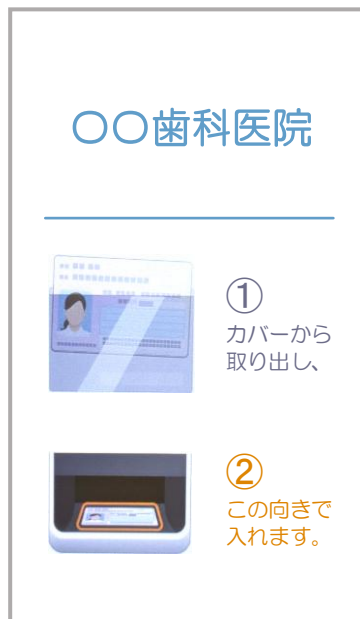 〇〇歯科医院
①
カバーから
取り出し、
②
この向きで
入れます。